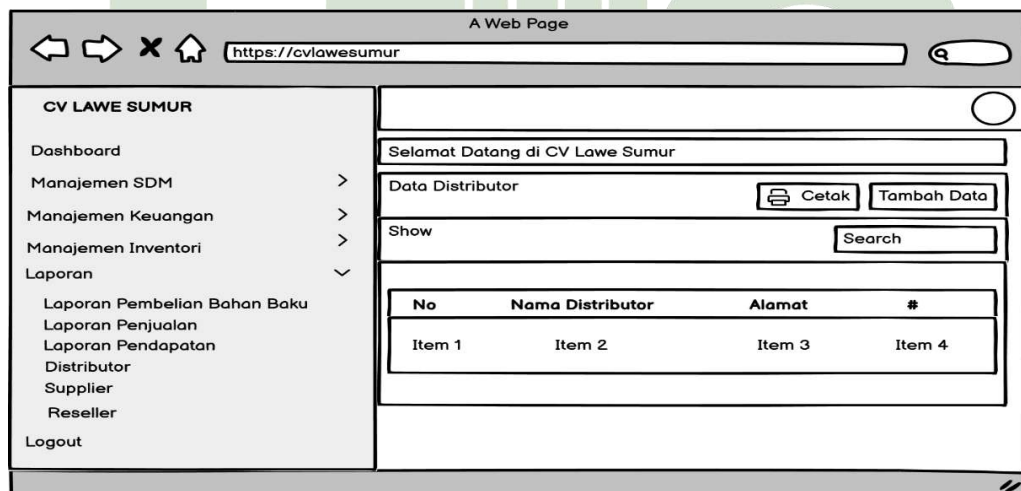 A Web Page
https://cvlawesumur
CV LAWE SUMUR
Dashboard
Manajemen SDM >
Manajemen Keuangan >
Manajemen Inventori >
Laporan
Laporan Pembelian Bahan Baku
Laporan Penjualan
Laporan Pendapatan
Distributor
Supplier
Reseller
Logout
Selamat Datang di CV Lawe Sumur
Data Distributor Cetak Tambah Data
Show Search
No Nama Distributor Alamat #
Item 1 Item 2 Item 3 Item 4